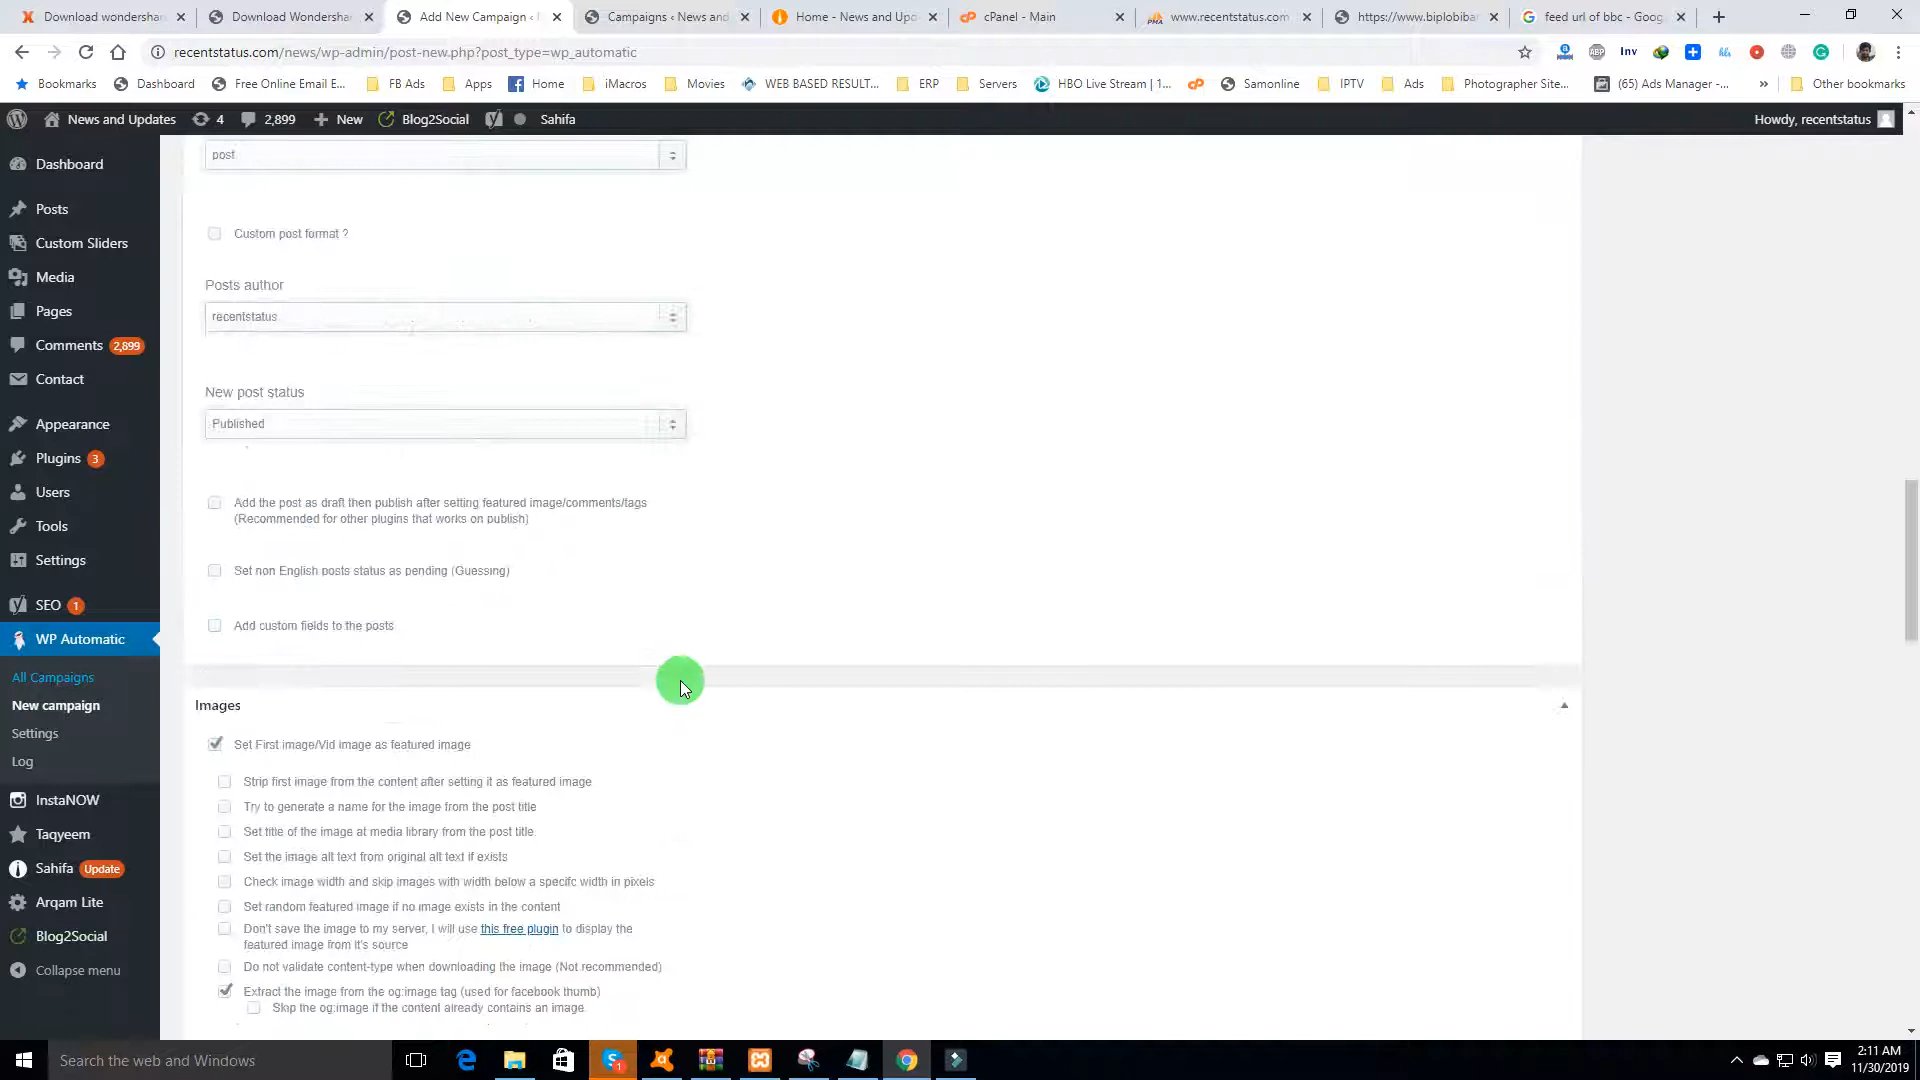 Download wondershare
Download Wondersha
Add New Campaign ‹
Campaigns ‹ News and
Home - News and Upd
cPanel - Main
www.recentstatus.com
https://www.biplobiba
feed url of bbc - Goog
recentstatus.com/news/wp-admin/post-new.php?post_type=wp_automatic
ABP
Inv
Bookmarks
Dashboard
Free Online Email E...
FB Ads
Apps
Home
iMacros
Movies
WEB BASED RESULT...
ERP
Servers
HBO Live Stream | 1...
Samonline
IPTV
Ads
Photographer Site...
(65) Ads Manager -...
»
Other bookmarks
News and Updates
4
2,899
New
Blog2Social
Sahifa
Howdy, recentstatus
Dashboard
Posts
Custom Sliders
Media
Pages
Comments 2,899
Contact
Appearance
Plugins 3
Users
Tools
Settings
SEO 1
WP Automatic
All Campaigns
New campaign
Settings
Log
InstaNOW
Taqyeem
Sahifa Update
Arqam Lite
Blog2Social
Collapse menu
post
Custom post format ?
Posts author
recentstatus
New post status
Published
Add the post as draft then publish after setting featured image/comments/tags
(Recommended for other plugins that works on publish)
Set non English posts status as pending (Guessing)
Add custom fields to the posts
Images
Set First image/Vid image as featured image
Strip first image from the content after setting it as featured image
Try to generate a name for the image from the post title
Set title of the image at media library from the post title
Set the image alt text from original alt text if exists
Check image width and skip images with width below a specifc width in pixels
Set random featured image if no image exists in the content
Don't save the image to my server, I will use this free plugin to display the
featured image from it's source
Do not validate content-type when downloading the image (Not recommended)
Extract the image from the og:image tag (used for facebook thumb)
Skip the og:image if the content already contains an image
Search the web and Windows
2:11 AM
11/30/2019